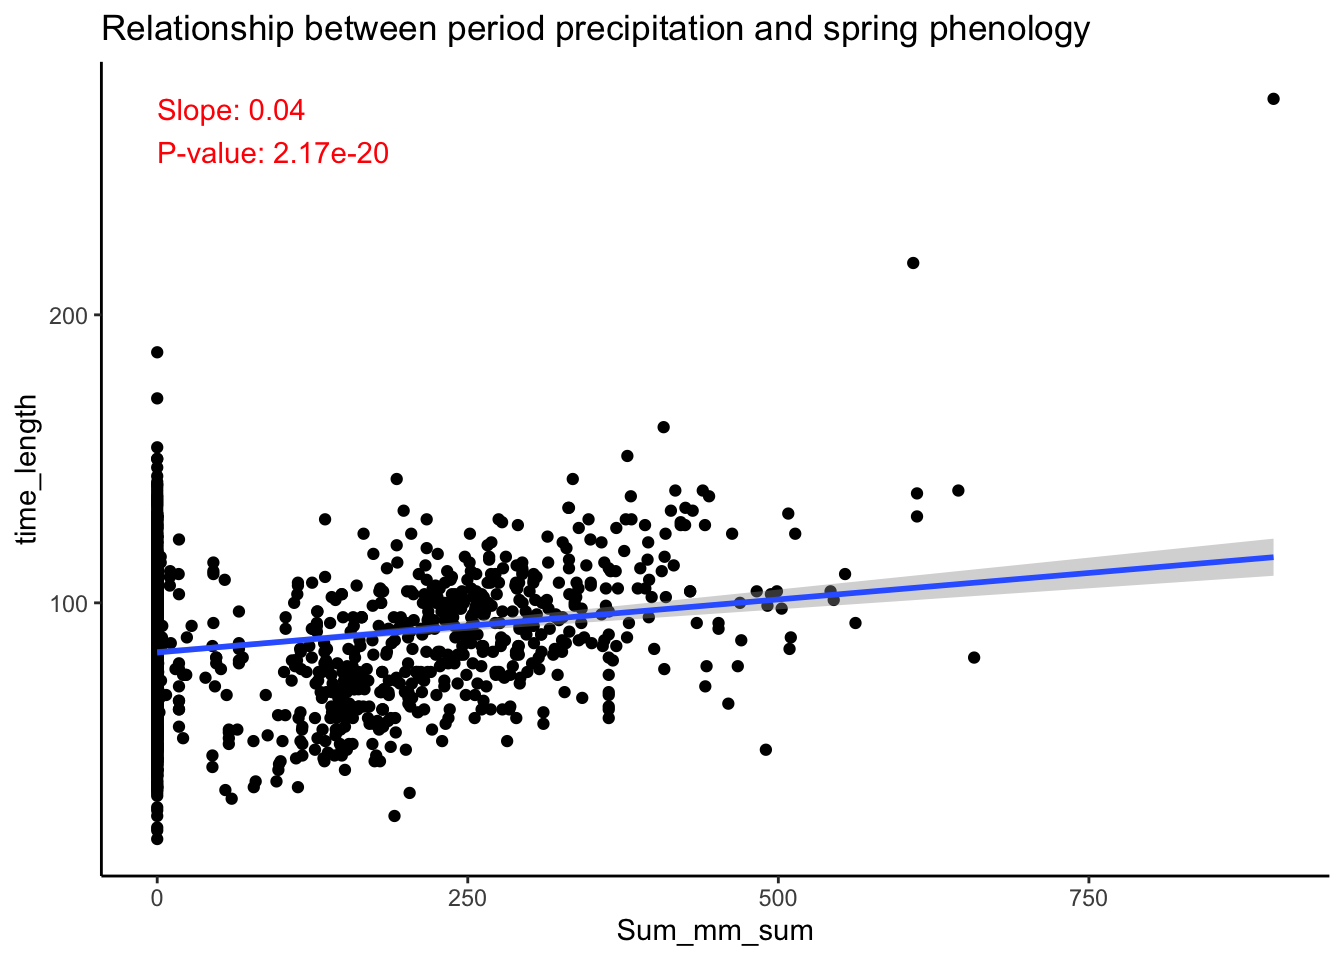 Relationship between period precipitation and spring phenology
Slope: 0.04
P-value: 2.17e-20
200
100
time_length
0 250 500 750
Sum_mm_sum